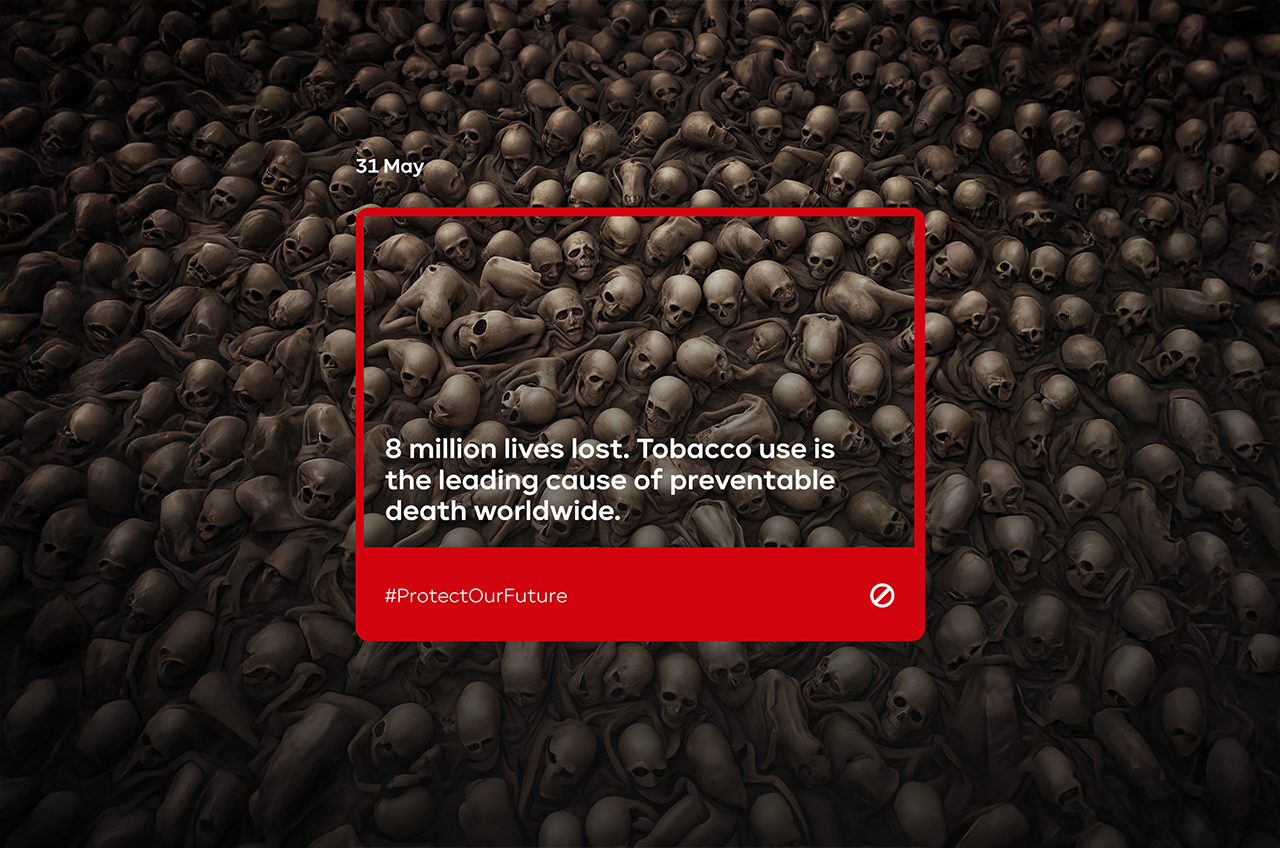 31 May
8 million lives lost. Tobacco use is
the leading cause of preventable
death worldwide.
#ProtectOurFuture